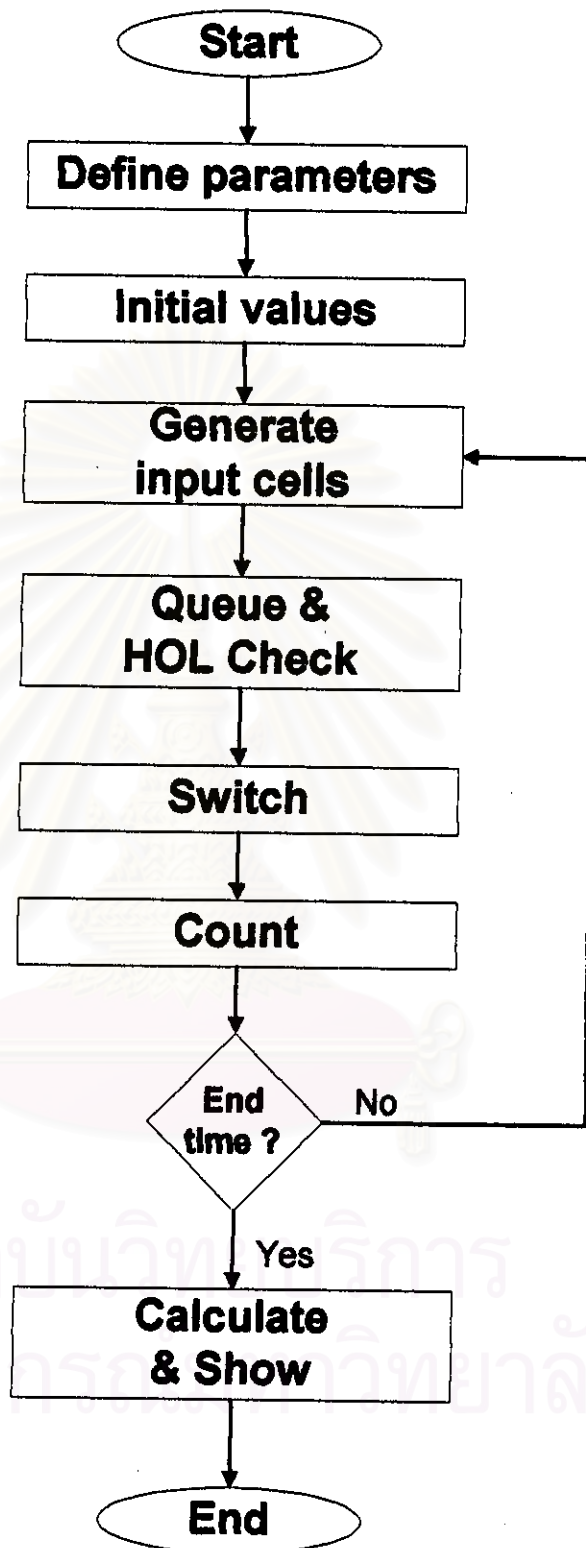 Start
Define parameters
Initial values
Generate
input cells
Queue &
HOL Check
Switch
Count
End
time ?
No
Yes
Calculate
& Show
End